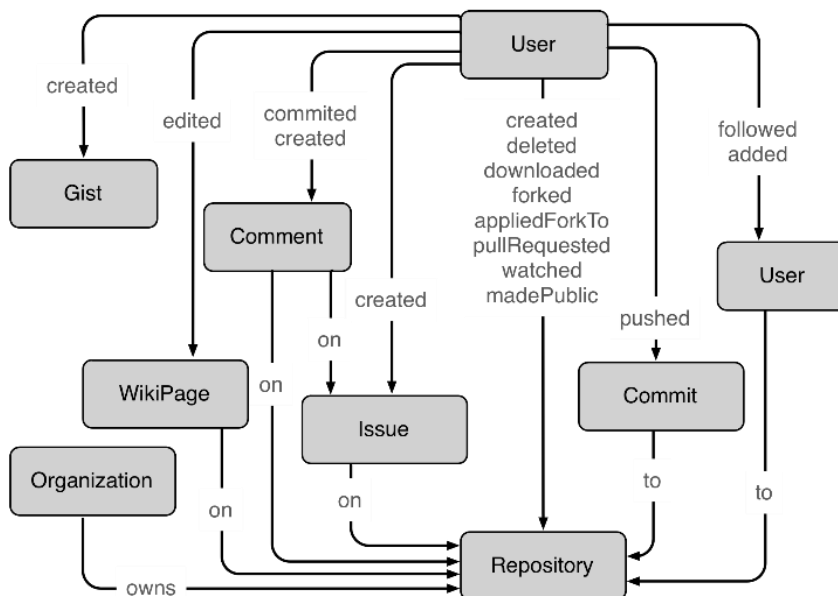 User
created
edited
commited
created
created
deleted
downloaded
forked
appliedForkTo
pullRequested
watched
madePublic
followed
added
Gist
Comment
User
created
pushed
on
on
WikiPage
Issue
Commit
Organization
on
on
to
to
Repository
owns